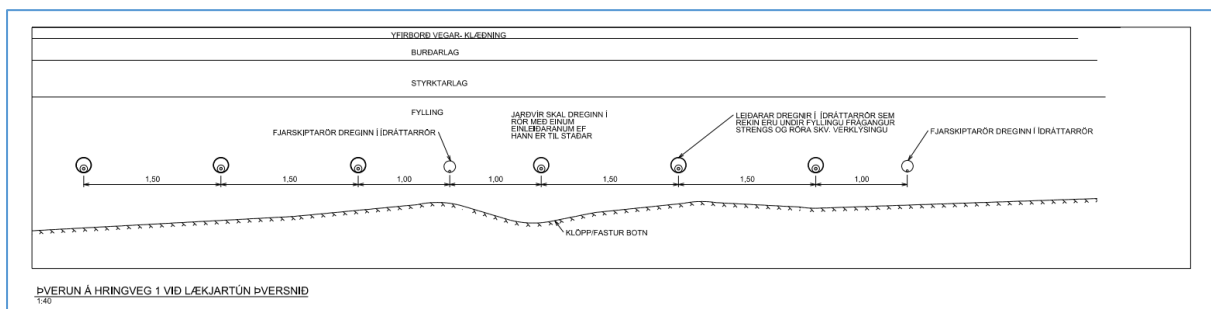 YFIRBORÐ VEGAR- KLÆÐNING
BURÐARLAG
STYRKTARLAG
FYLLING
FJARSKIPTARÖR DREGINN Í ÍDRÁTTARRÖR
JARÐVÍR SKAL DREGINN Í
RÖR MEÐ EINUM
EINLEIÐARANUM EF
HANN ER TIL STAÐAR
LEIÐARAR DREGNIR Í ÍDRÁTTARRÖR SEM
REKIN ERU UNDIR FYLLINGU FRÁGANGUR
STRENGS OG RÖRA SKV. VERKLÝSINGU
FJARSKIPTARÖR DREGINN Í ÍDRÁTTARRÖR
1,50 1,50 1,00 1,00 1,50 1,50 1,00
KLÖPP/FASTUR BOTN
ÞVERUN Á HRINGVEG 1 VIÐ LÆKJARTÚN ÞVERSNIÐ
1:40